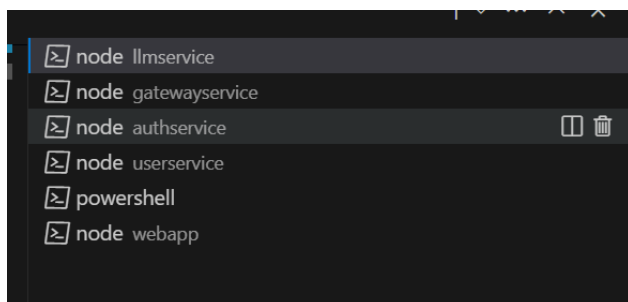 node llmservice
node gatewayservice
node authservice
node userservice
powershell
node webapp